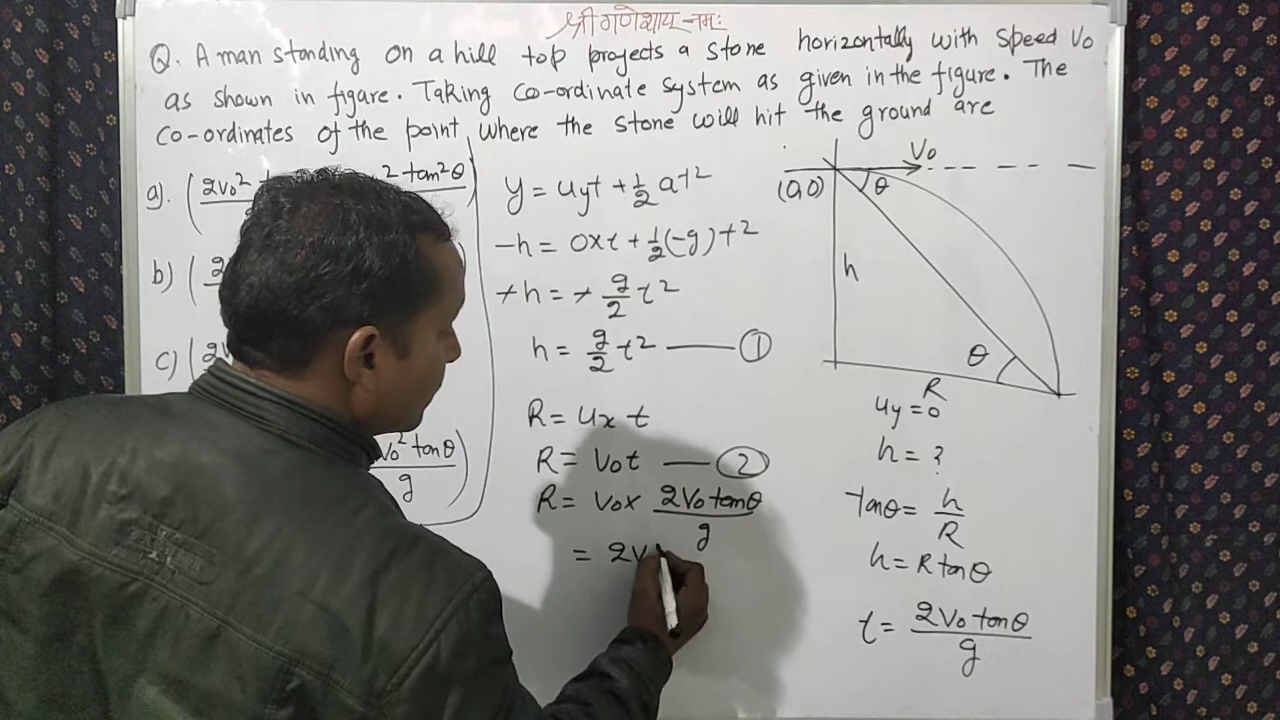 श्री गणेशाय नमः
Q. A man standing on a hill top projects a stone horizontally with speed V₀
as shown in figure. Taking co-ordinate system as given in the figure. The
co-ordinates of the point where the stone will hit the ground are
a). (2V₀² ² tan²θ
b) (2
c) (2V
V₀² tanθ / g)
y = uyt + ½ at²
-h = 0xt + ½(-g)t²
-h = - g/2 t²
h = g/2 t² —— ①
R = ux t
R = V₀t —— ②
R = V₀ x 2V₀ tanθ / g
= 2V
V₀
(0,0)
θ
h
θ
R
uy = 0
h = ?
Tanθ = h/R
h = R tanθ
t = 2V₀ tanθ / g